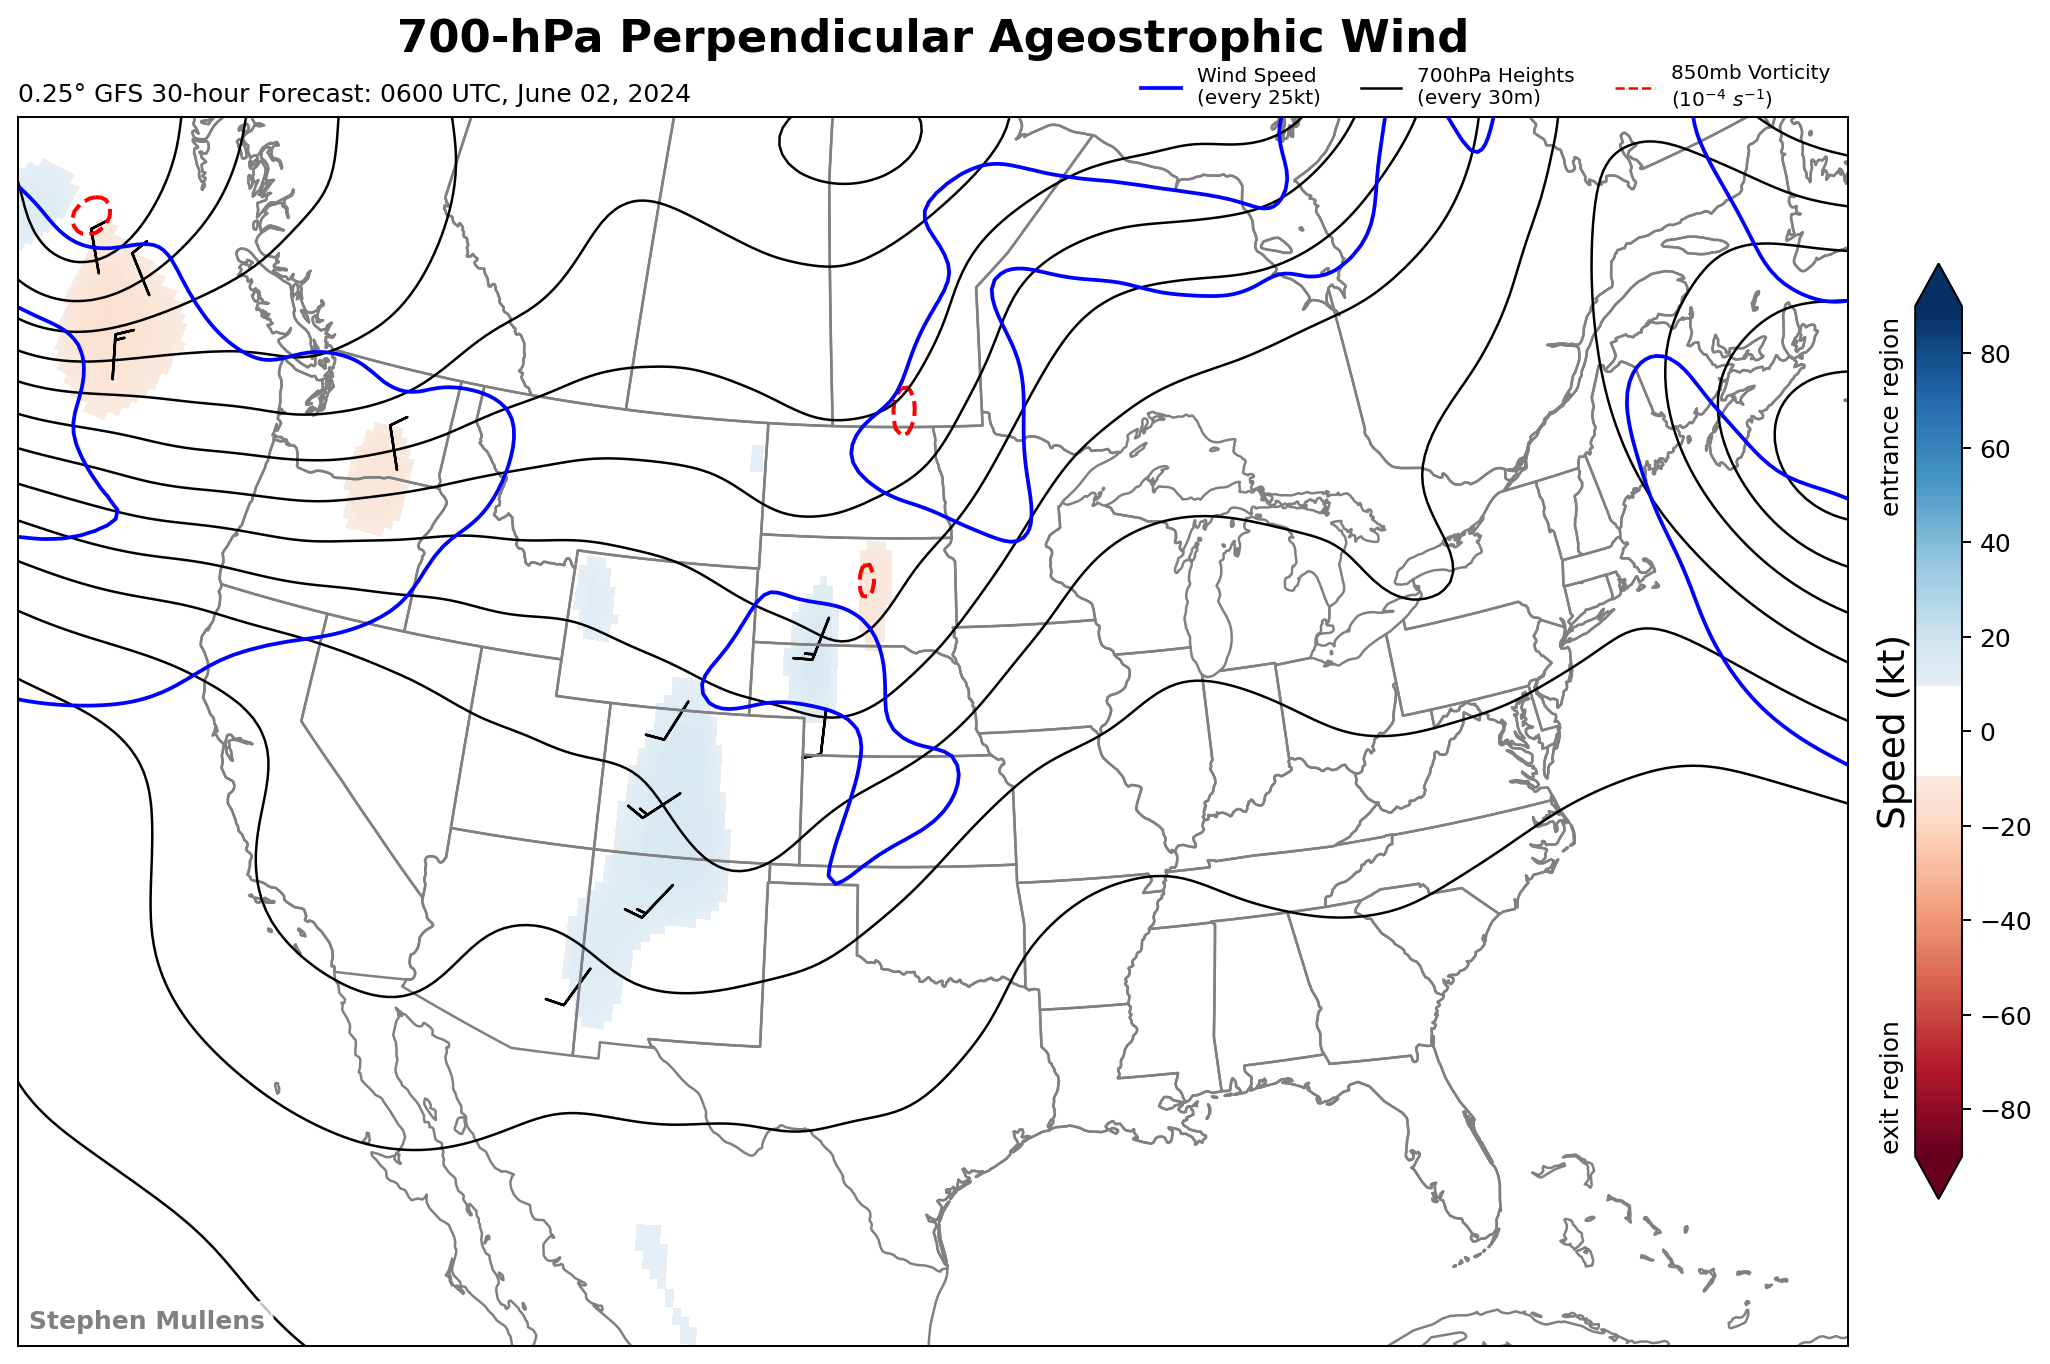 700-hPa Perpendicular Ageostrophic Wind
0.25° GFS 30-hour Forecast: 0600 UTC, June 02, 2024
Wind Speed
(every 25kt)
700hPa Heights
(every 30m)
850mb Vorticity
(10⁻⁴ s⁻¹)
entrance region
Speed (kt)
exit region
80
60
40
20
0
−20
−40
−60
−80
Stephen Mullens